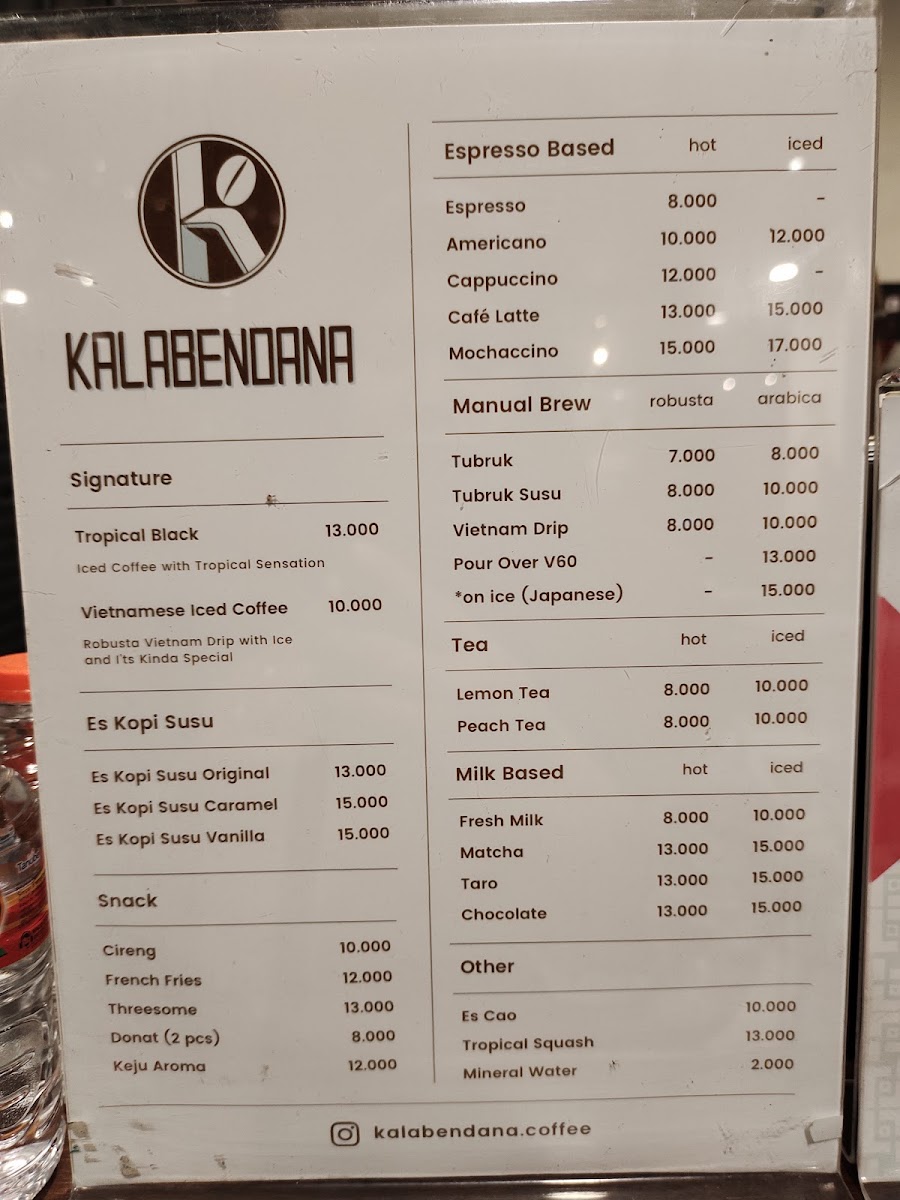 KALABENDANA
Signature
Tropical Black 13.000
Iced Coffee with Tropical Sensation
Vietnamese Iced Coffee 10.000
Robusta Vietnam Drip with Ice
and I'ts Kinda Special
Es Kopi Susu
Es Kopi Susu Original 13.000
Es Kopi Susu Caramel 15.000
Es Kopi Susu Vanilla 15.000
Snack
Cireng 10.000
French Fries 12.000
Threesome 13.000
Donat (2 pcs) 8.000
Keju Aroma 12.000
Espresso Based hot iced
Espresso 8.000 -
Americano 10.000 12.000
Cappuccino 12.000 -
Café Latte 13.000 15.000
Mochaccino 15.000 17.000
Manual Brew robusta arabica
Tubruk 7.000 8.000
Tubruk Susu 8.000 10.000
Vietnam Drip 8.000 10.000
Pour Over V60 - 13.000
*on ice (Japanese) - 15.000
Tea hot iced
Lemon Tea 8.000 10.000
Peach Tea 8.000 10.000
Milk Based hot iced
Fresh Milk 8.000 10.000
Matcha 13.000 15.000
Taro 13.000 15.000
Chocolate 13.000 15.000
Other
Es Cao 10.000
Tropical Squash 13.000
Mineral Water 2.000
kalabendana.coffee